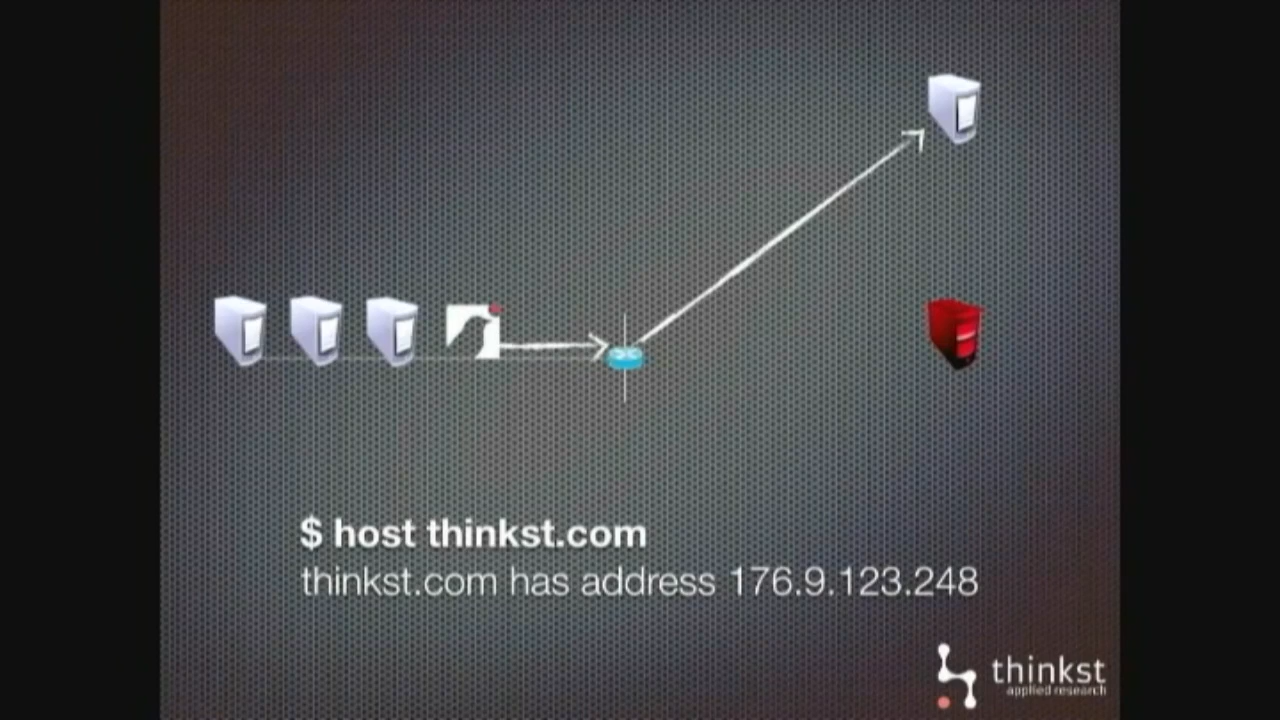 $ host thinkst.com
thinkst.com has address 176.9.123.248
thinkst
applied research